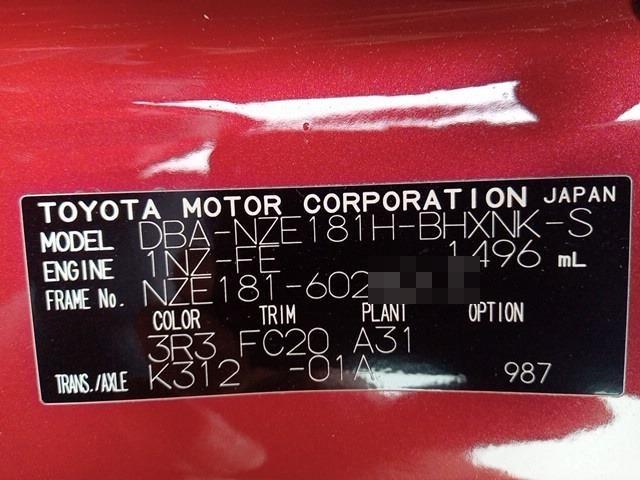 TOYOTA MOTOR CORPORATION JAPAN
MODEL DBA-NZE181H-BHXNK-S
ENGINE 1NZ-FE 1496 mL
FRAME No. NZE181-602
COLOR TRIM PLANT OPTION
3R3 FC20 A31
TRANS./AXLE K312 -01A 987